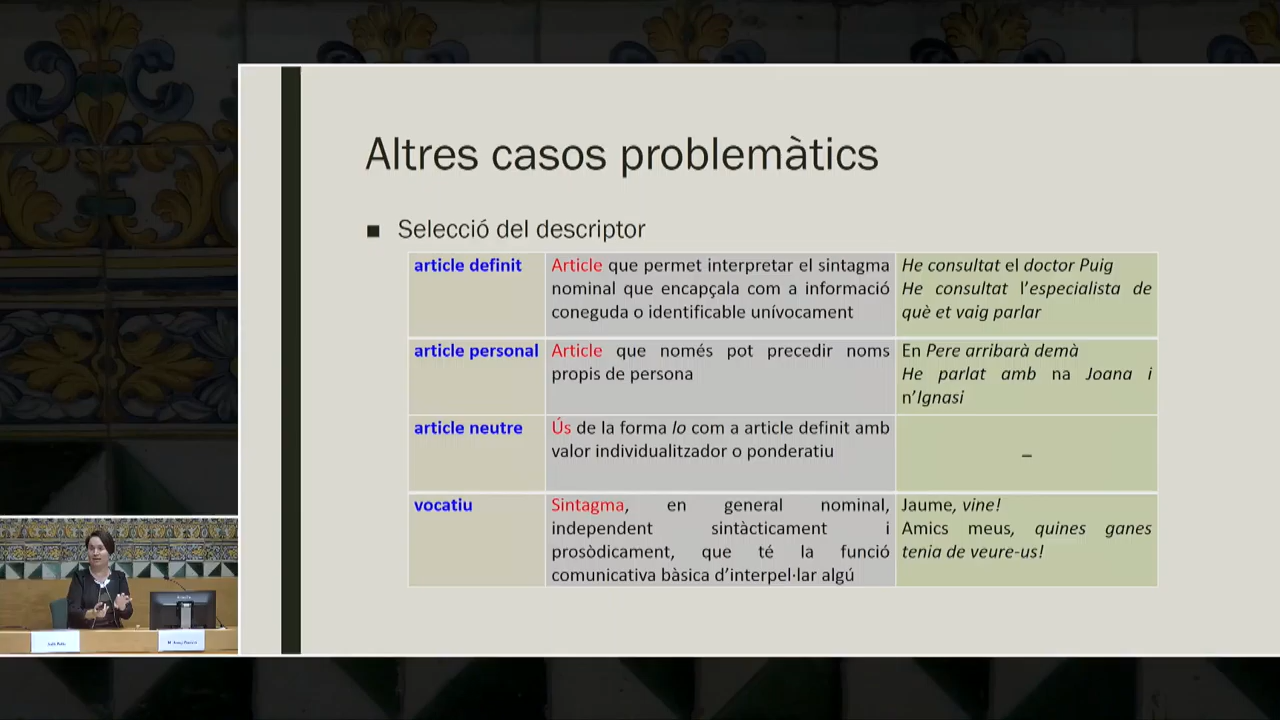 Altres casos problemàtics
Selecció del descriptor
article definit
Article que permet interpretar el sintagma
nominal que encapçala com a informació
coneguda o identificable unívocament
He consultat el doctor Puig
He consultat l'especialista de
què et vaig parlar
article personal
Article que només pot precedir noms
propis de persona
En Pere arribarà demà
He parlat amb na Joana i
n'Ignasi
article neutre
Ús de la forma lo com a article definit amb
valor individualitzador o ponderatiu
–
vocatiu
Sintagma, en general nominal,
independent sintàcticament i
prosòdicament, que té la funció
comunicativa bàsica d'interpel·lar algú
Jaume, vine!
Amics meus, quines ganes
tenia de veure-us!